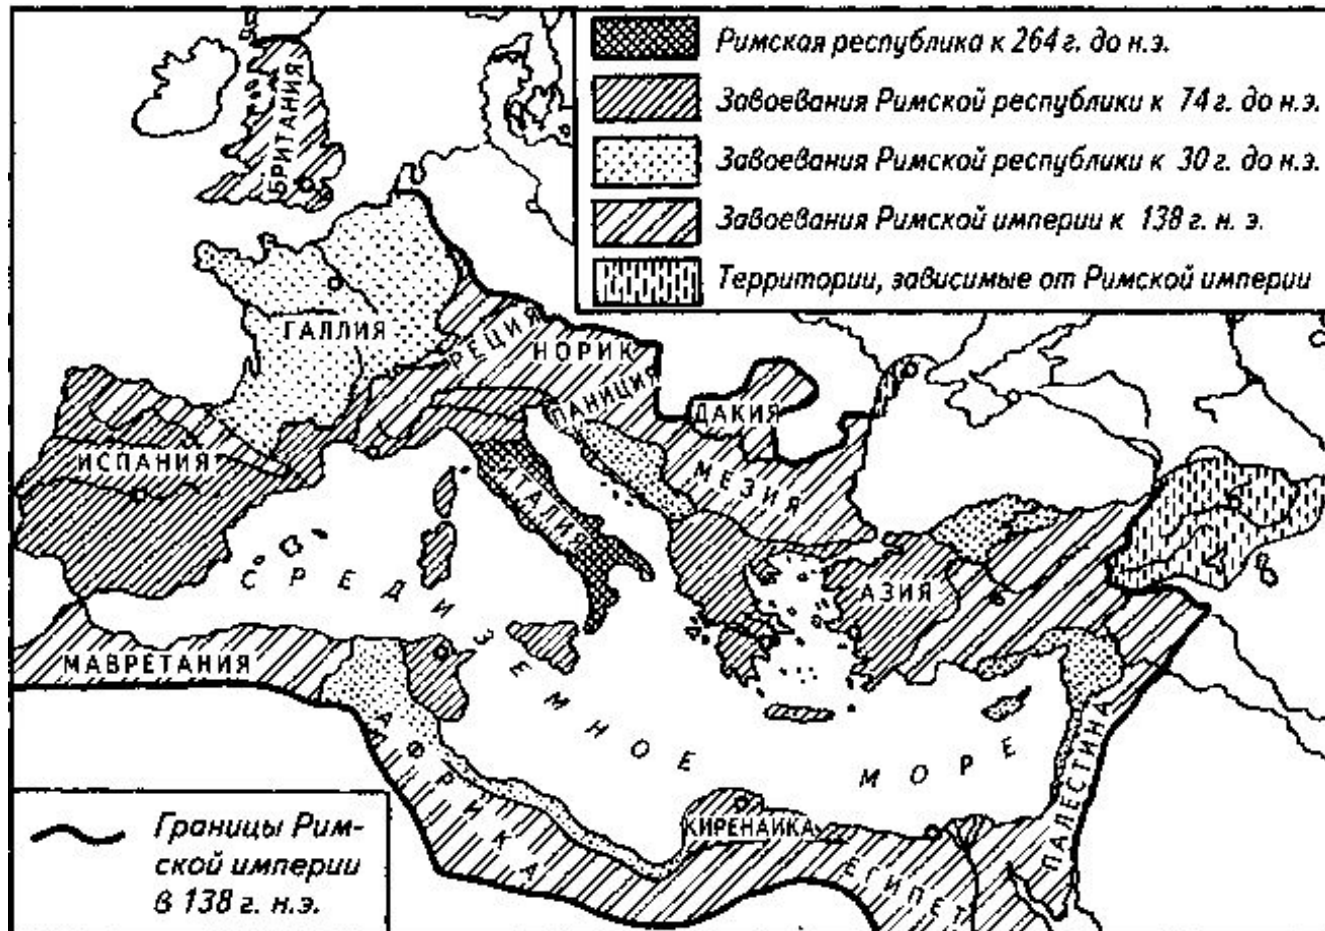 Римская республика к 264 г. до н.э.
Завоевания Римской республики к 74 г. до н.э.
Завоевания Римской республики к 30 г. до н.э.
Завоевания Римской империи к 138 г. н. э.
Территории, зависимые от Римской империи
БРИТАНИЯ
ГАЛЛИЯ
РЕЦИЯ
НОРИК
ПАНИЦИЯ
ДАКИЯ
МЕЗИЯ
ИСПАНИЯ
ИТАЛИЯ
АЗИЯ
СРЕДИЗЕМНОЕ МОРЕ
МАВРЕТАНИЯ
АФРИКА
КИРЕНАИКА
ЕГИПЕТ
ПАЛЕСТИНА
Границы Рим-
ской империи
в 138 г. н.э.